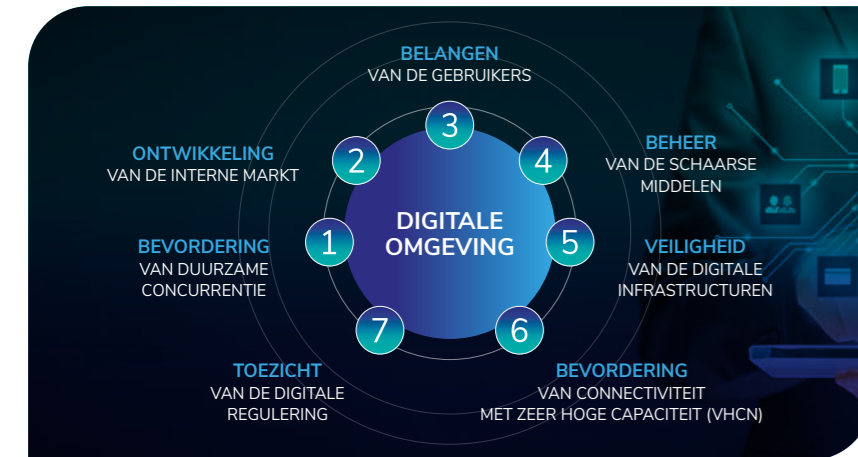 BELANGEN
VAN DE GEBRUIKERS
3
ONTWIKKELING
VAN DE INTERNE MARKT
2
4
BEHEER
VAN DE SCHAARSE
MIDDELEN
DIGITALE
OMGEVING
BEVORDERING
VAN DUURZAME
CONCURRENTIE
1
5
VEILIGHEID
VAN DE DIGITALE
INFRASTRUCTUREN
7
6
TOEZICHT
VAN DE DIGITALE
REGULERING
BEVORDERING
VAN CONNECTIVITEIT
MET ZEER HOGE CAPACITEIT (VHCN)